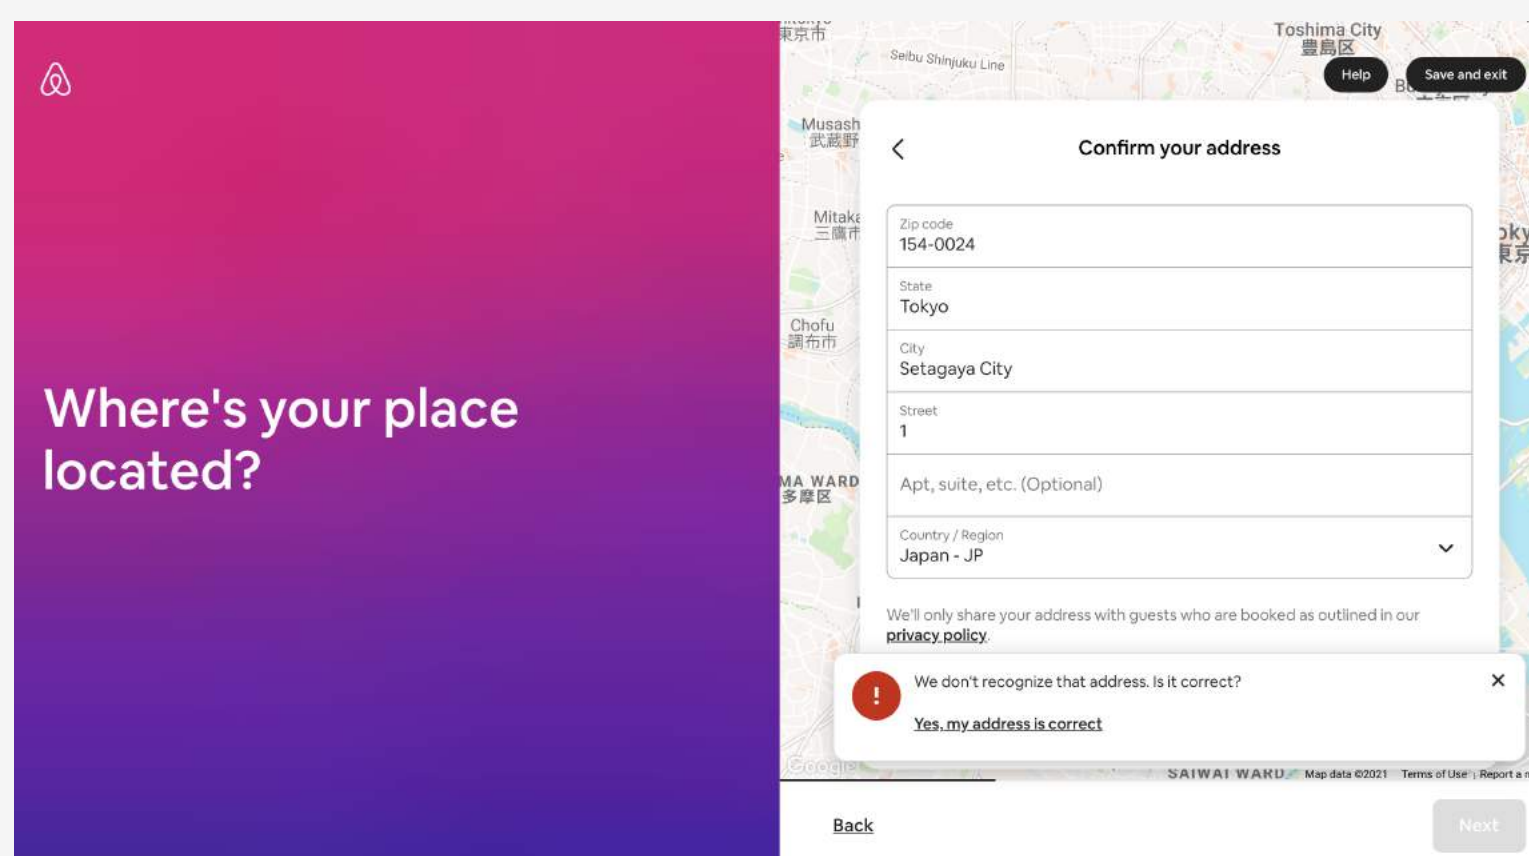 東京市
Seibu Shinjuku Line
Toshima City
豊島区
Help
Save and exit
Musash
武蔵野
Confirm your address
Mitaka
三鷹市
Zip code
154-0024
State
Tokyo
Chofu
調布市
City
Setagaya City
Where's your place
located?
Street
1
MA WARD
多摩区
Apt, suite, etc. (Optional)
Country / Region
Japan - JP
We'll only share your address with guests who are booked as outlined in our
privacy policy.
We don't recognize that address. Is it correct?
Yes, my address is correct
Google
SAIWAI WARD
Map data ©2021
Terms of Use
Report a m
Back
Next